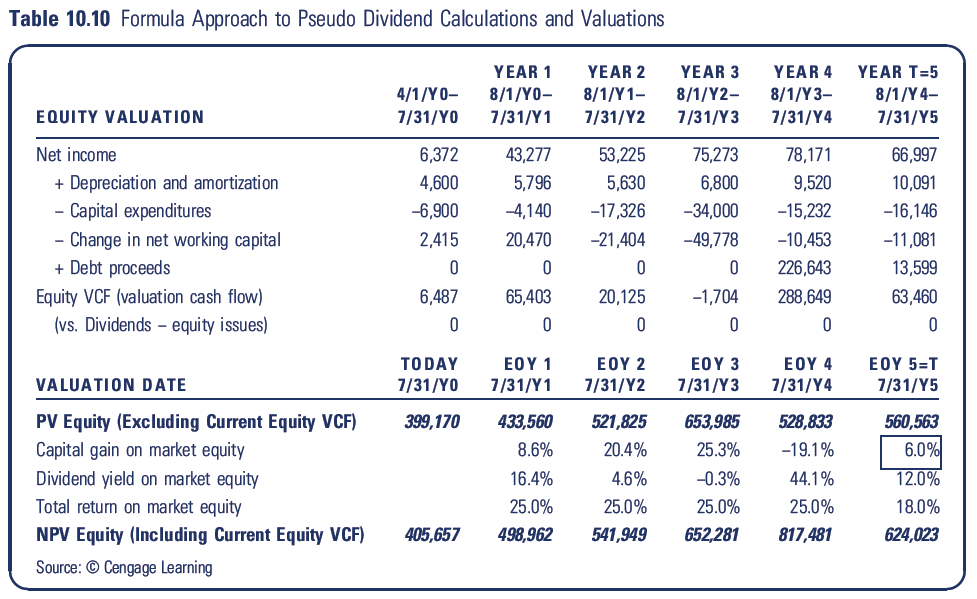 Table 10.10 Formula Approach to Pseudo Dividend Calculations and Valuations
YEAR 1 YEAR 2 YEAR 3 YEAR 4 YEAR T=5
4/1/Y0– 8/1/Y0– 8/1/Y1– 8/1/Y2– 8/1/Y3– 8/1/Y4–
EQUITY VALUATION 7/31/Y0 7/31/Y1 7/31/Y2 7/31/Y3 7/31/Y4 7/31/Y5
Net income 6,372 43,277 53,225 75,273 78,171 66,997
+ Depreciation and amortization 4,600 5,796 5,630 6,800 9,520 10,091
– Capital expenditures –6,900 –4,140 –17,326 –34,000 –15,232 –16,146
– Change in net working capital 2,415 20,470 –21,404 –49,778 –10,453 –11,081
+ Debt proceeds 0 0 0 0 226,643 13,599
Equity VCF (valuation cash flow) 6,487 65,403 20,125 –1,704 288,649 63,460
(vs. Dividends – equity issues) 0 0 0 0 0 0
TODAY EOY 1 EOY 2 EOY 3 EOY 4 EOY 5=T
VALUATION DATE 7/31/Y0 7/31/Y1 7/31/Y2 7/31/Y3 7/31/Y4 7/31/Y5
PV Equity (Excluding Current Equity VCF) 399,170 433,560 521,825 653,985 528,833 560,563
Capital gain on market equity 8.6% 20.4% 25.3% –19.1% 6.0%
Dividend yield on market equity 16.4% 4.6% –0.3% 44.1% 12.0%
Total return on market equity 25.0% 25.0% 25.0% 25.0% 18.0%
NPV Equity (Including Current Equity VCF) 405,657 498,962 541,949 652,281 817,481 624,023
Source: © Cengage Learning